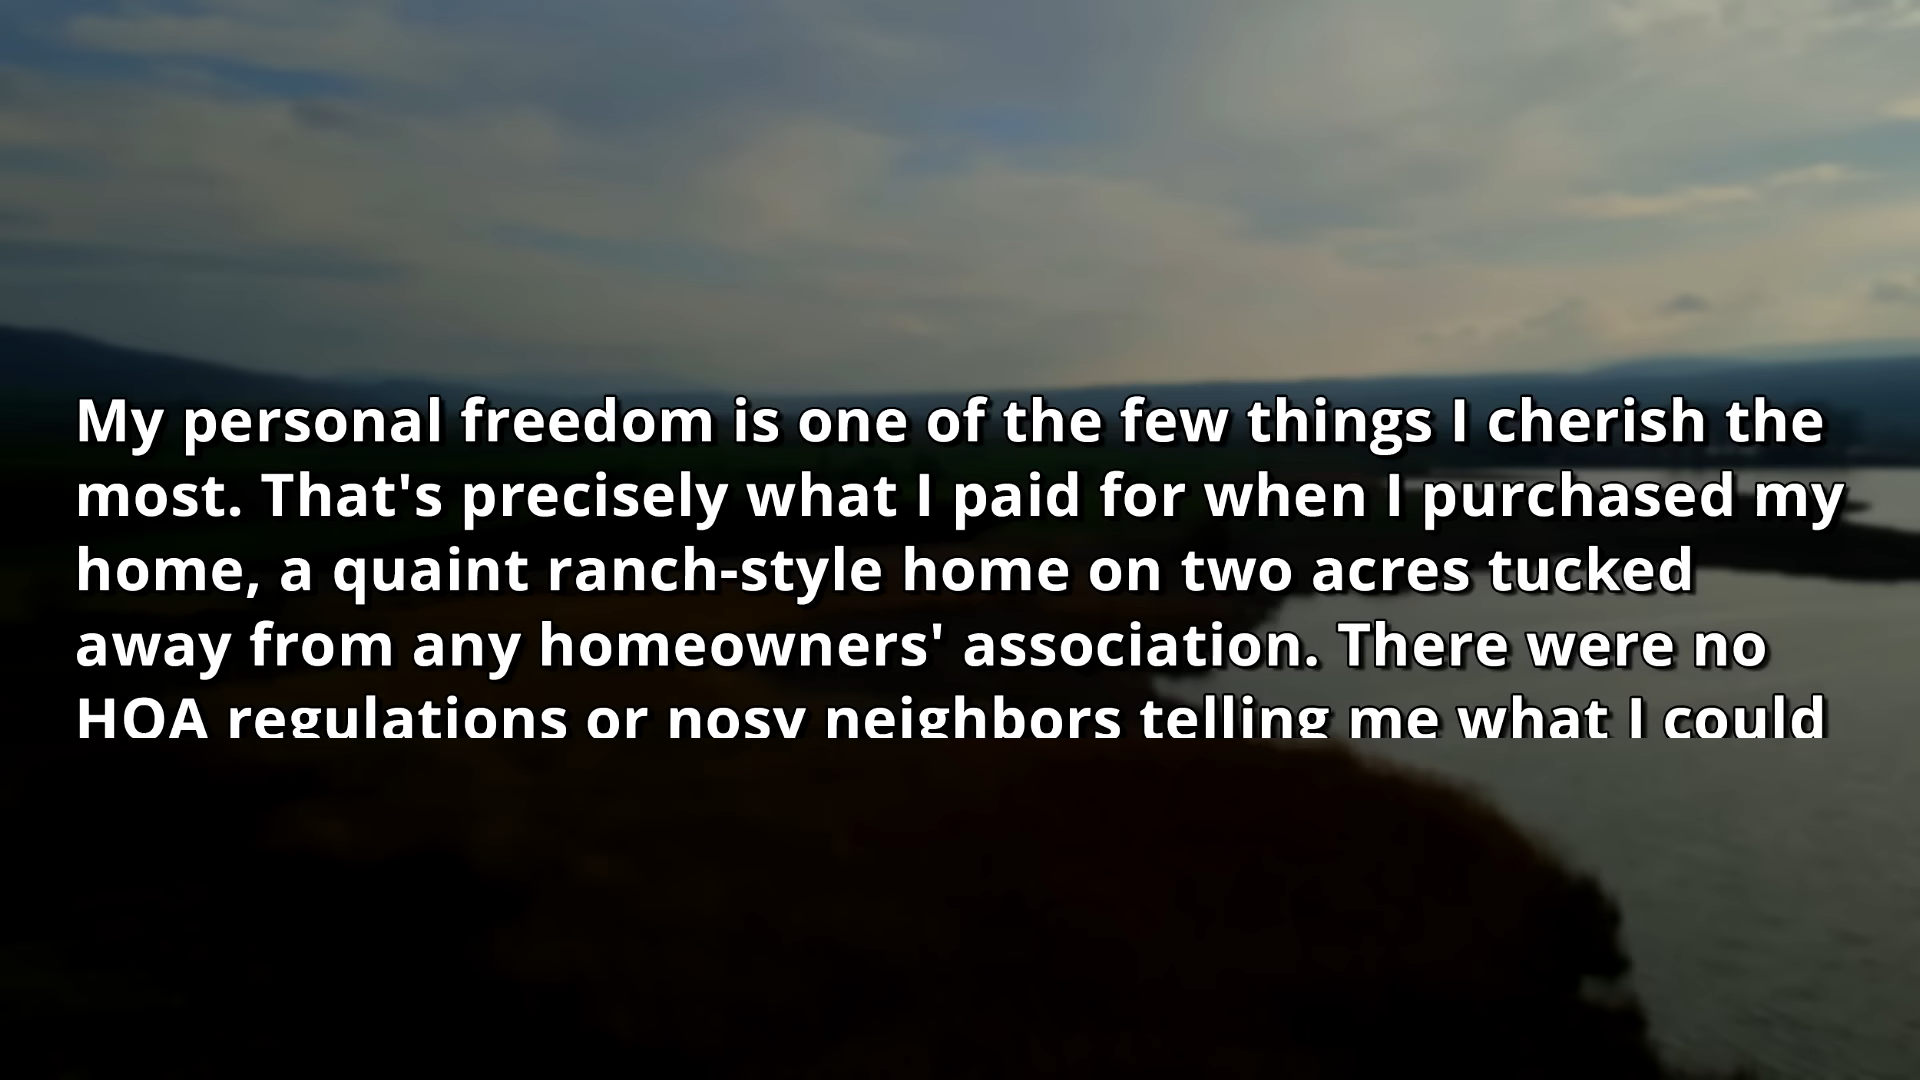 My personal freedom is one of the few things I cherish the
most. That's precisely what I paid for when I purchased my
home, a quaint ranch-style home on two acres tucked
away from any homeowners' association. There were no
HOA regulations or nosy neighbors telling me what I could